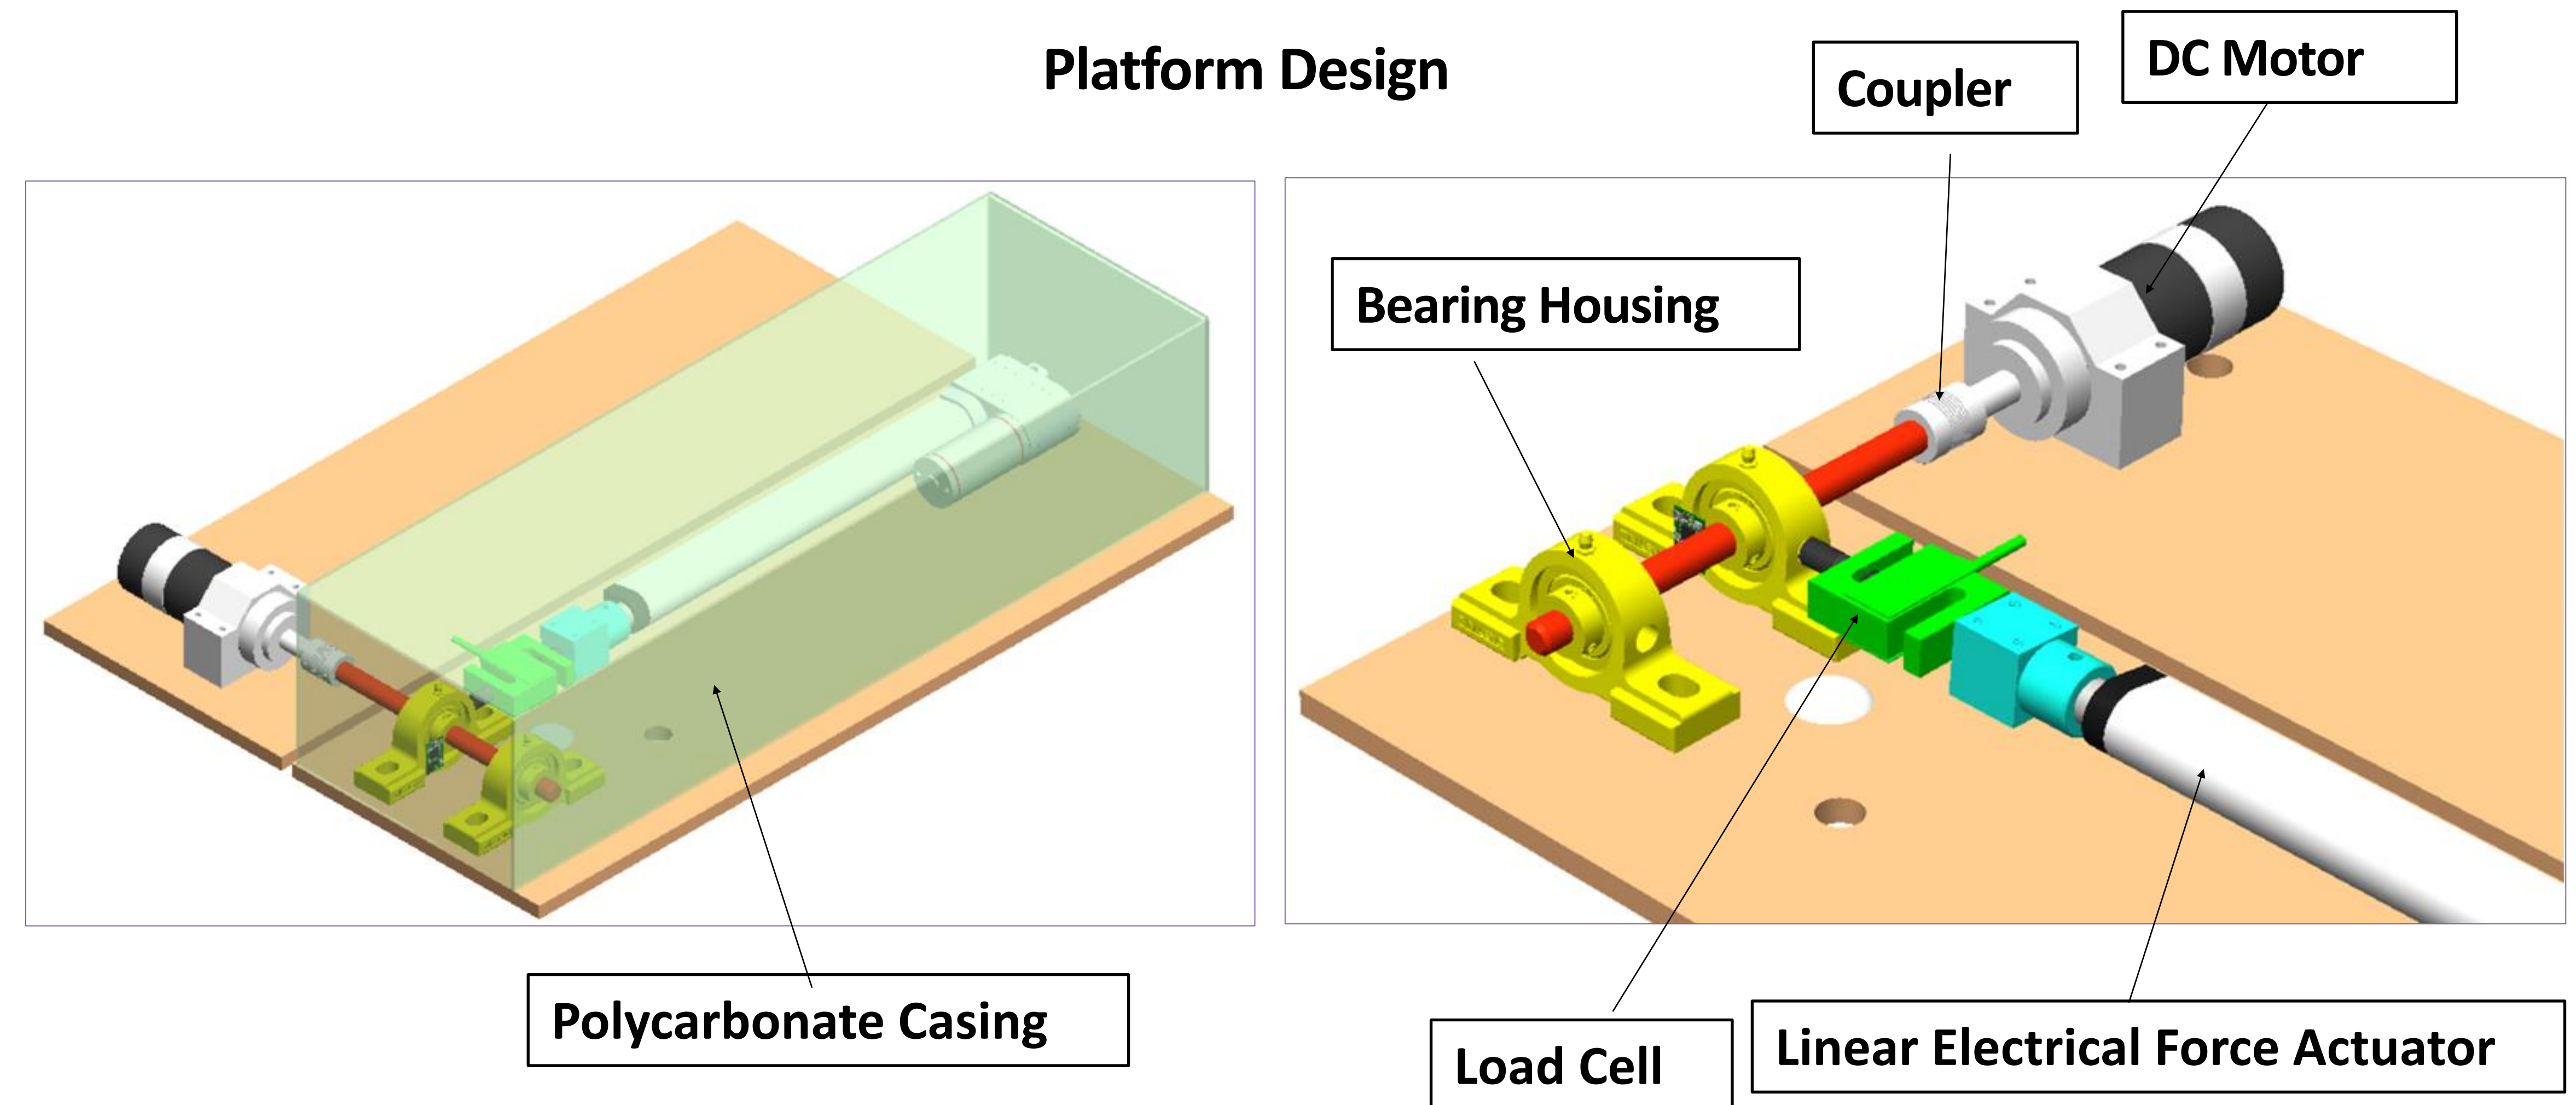 Platform Design
Coupler
DC Motor
Bearing Housing
Polycarbonate Casing
Load Cell
Linear Electrical Force Actuator